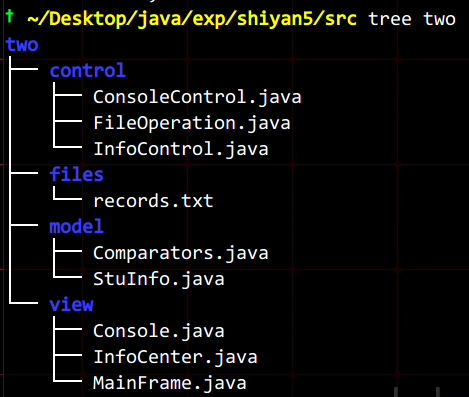 † ~/Desktop/java/exp/shiyan5/src tree two
two
├── control
│   ├── ConsoleControl.java
│   ├── FileOperation.java
│   └── InfoControl.java
├── files
│   └── records.txt
├── model
│   ├── Comparators.java
│   └── StuInfo.java
└── view
    ├── Console.java
    ├── InfoCenter.java
    └── MainFrame.java